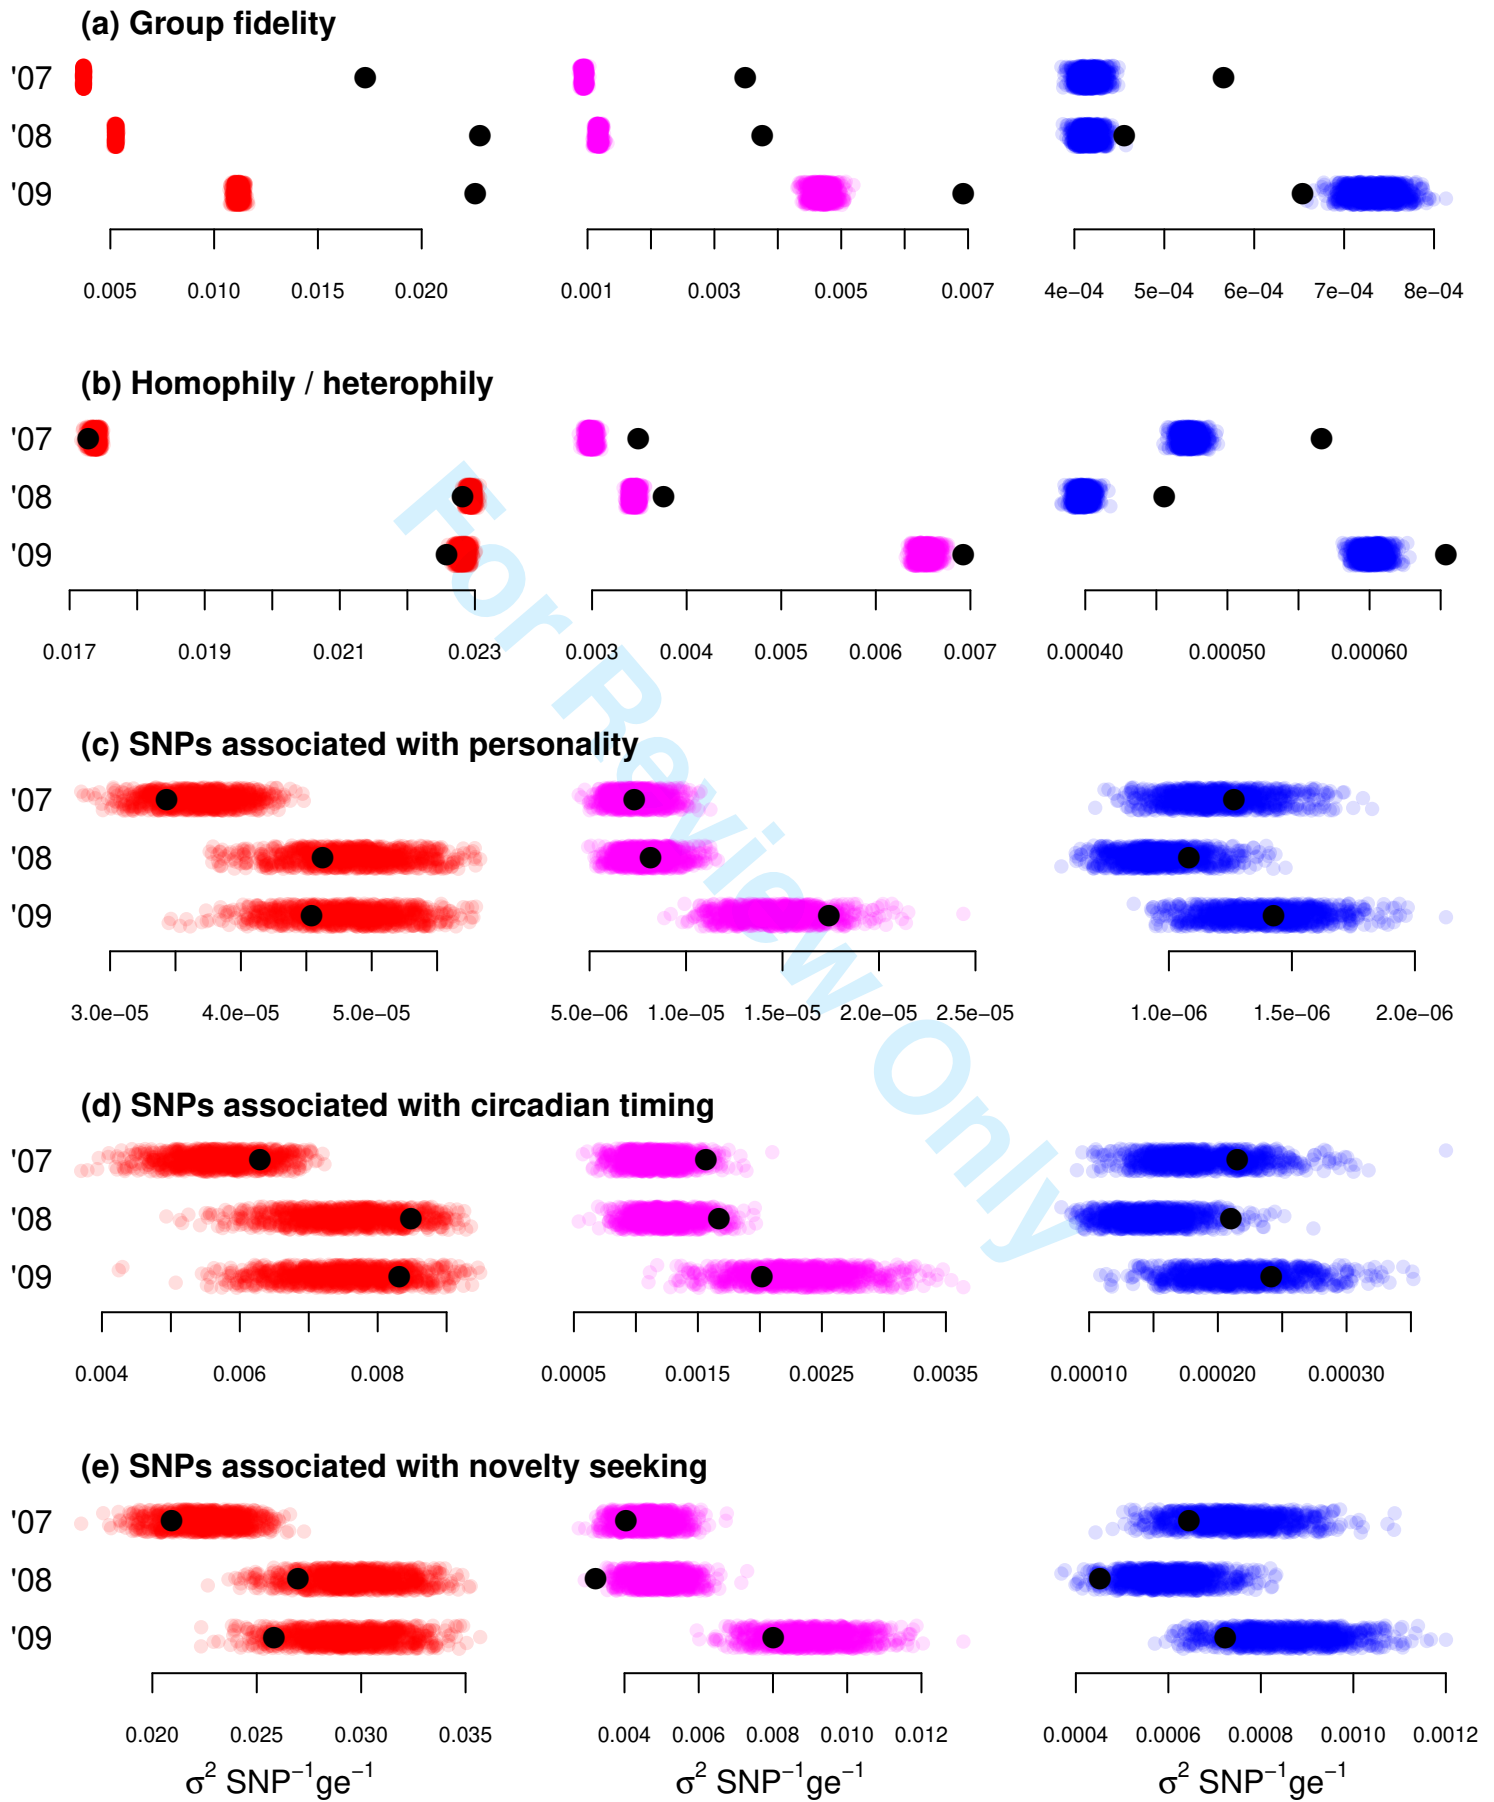 (a) Group fidelity
'07
'08
'09
0.005 0.010 0.015 0.020 0.001 0.003 0.005 0.007 4e−04 5e−04 6e−04 7e−04 8e−04
(b) Homophily / heterophily
'07
'08
'09
0.017 0.019 0.021 0.023 0.003 0.004 0.005 0.006 0.007 0.00040 0.00050 0.00060
(c) SNPs associated with personality
'07
'08
'09
3.0e−05 4.0e−05 5.0e−05 5.0e−06 1.0e−05 1.5e−05 2.0e−05 2.5e−05 1.0e−06 1.5e−06 2.0e−06
(d) SNPs associated with circadian timing
'07
'08
'09
0.004 0.006 0.008 0.0005 0.0015 0.0025 0.0035 0.00010 0.00020 0.00030
(e) SNPs associated with novelty seeking
'07
'08
'09
0.020 0.025 0.030 0.035 0.004 0.006 0.008 0.010 0.012 0.0004 0.0006 0.0008 0.0010 0.0012
σ² SNP⁻¹ge⁻¹ σ² SNP⁻¹ge⁻¹ σ² SNP⁻¹ge⁻¹
For Review Only